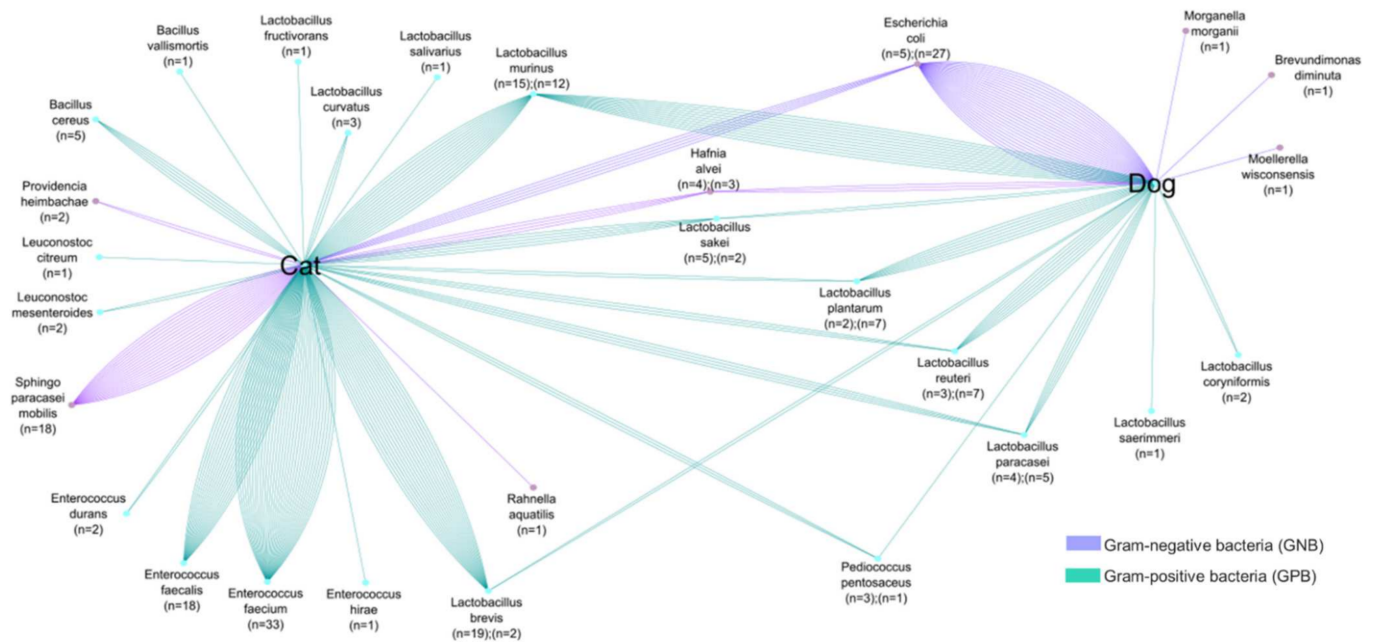 Bacillus
vallismortis
(n=1)
Lactobacillus
fructivorans
(n=1)
Lactobacillus
salivarius
(n=1)
Lactobacillus
murinus
(n=15);(n=12)
Escherichia
coli
(n=5);(n=27)
Morganella
morganii
(n=1)
Brevundimonas
diminuta
(n=1)
Bacillus
cereus
(n=5)
Lactobacillus
curvatus
(n=3)
Hafnia
alvei
(n=4);(n=3)
Moellerella
wisconsensis
(n=1)
Dog
Providencia
heimbachae
(n=2)
Leuconostoc
citreum
(n=1)
Lactobacillus
sakei
(n=5);(n=2)
Cat
Leuconostoc
mesenteroides
(n=2)
Lactobacillus
plantarum
(n=2);(n=7)
Lactobacillus
reuteri
(n=3);(n=7)
Lactobacillus
coryniformis
(n=2)
Sphingo
paracasei
mobilis
(n=18)
Lactobacillus
saerimmeri
(n=1)
Lactobacillus
paracasei
(n=4);(n=5)
Enterococcus
durans
(n=2)
Rahnella
aquatilis
(n=1)
Gram-negative bacteria (GNB)
Gram-positive bacteria (GPB)
Enterococcus
faecalis
(n=18)
Enterococcus
faecium
(n=33)
Enterococcus
hirae
(n=1)
Lactobacillus
brevis
(n=19);(n=2)
Pediococcus
pentosaceus
(n=3);(n=1)